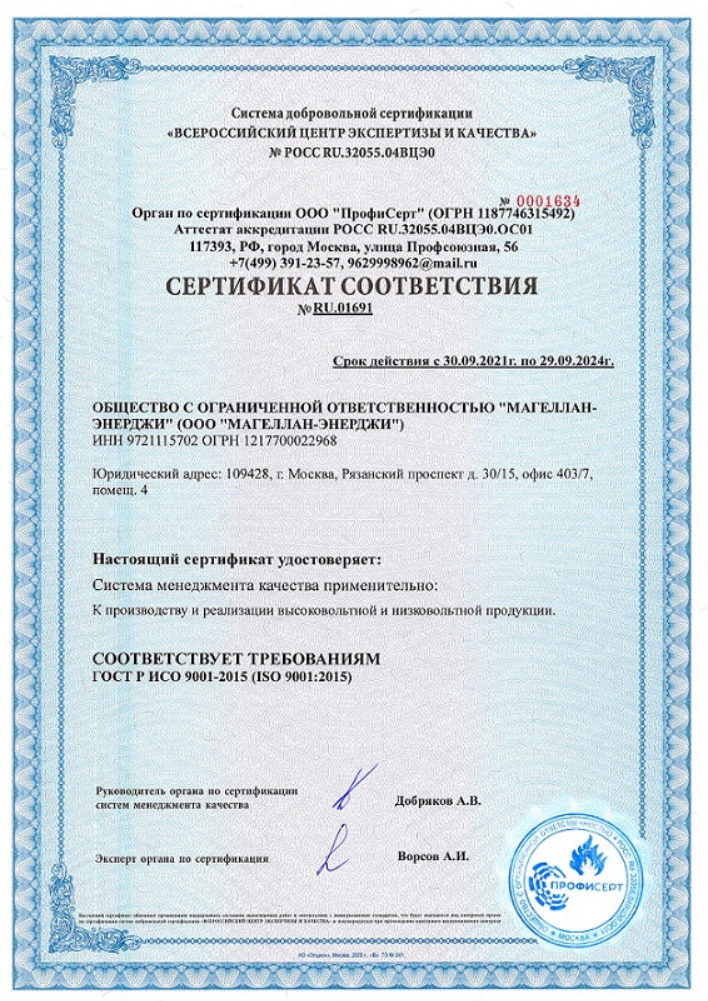 Система добровольной сертификации
«ВСЕРОССИЙСКИЙ ЦЕНТР ЭКСПЕРТИЗЫ И КАЧЕСТВА»
№ РОСС RU.32055.04ВЦЭ0
№ 0001634
Орган по сертификации ООО "ПрофиСерт" (ОГРН 1187746315492)
Аттестат аккредитации РОСС RU.32055.04ВЦЭ0.ОС01
117393, РФ, город Москва, улица Профсоюзная, 56
+7(499) 391-23-57, 9629998962@mail.ru
СЕРТИФИКАТ СООТВЕТСТВИЯ
№RU.01691
Срок действия с 30.09.2021г. по 29.09.2024г.
ОБЩЕСТВО С ОГРАНИЧЕННОЙ ОТВЕТСТВЕННОСТЬЮ "МАГЕЛЛАН-
ЭНЕРДЖИ" (ООО "МАГЕЛЛАН-ЭНЕРДЖИ")
ИНН 9721115702 ОГРН 1217700022968
Юридический адрес: 109428, г. Москва, Рязанский проспект д. 30/15, офис 403/7,
помещ. 4
Настоящий сертификат удостоверяет:
Система менеджмента качества применительно:
К производству и реализации высоковольтной и низковольтной продукции.
СООТВЕТСТВУЕТ ТРЕБОВАНИЯМ
ГОСТ Р ИСО 9001-2015 (ISO 9001:2015)
Руководитель органа по сертификации
систем менеджмента качества
Добряков А.В.
Эксперт органа по сертификации
Ворсов А.И.
ПРОФИСЕРТ
МОСКВА